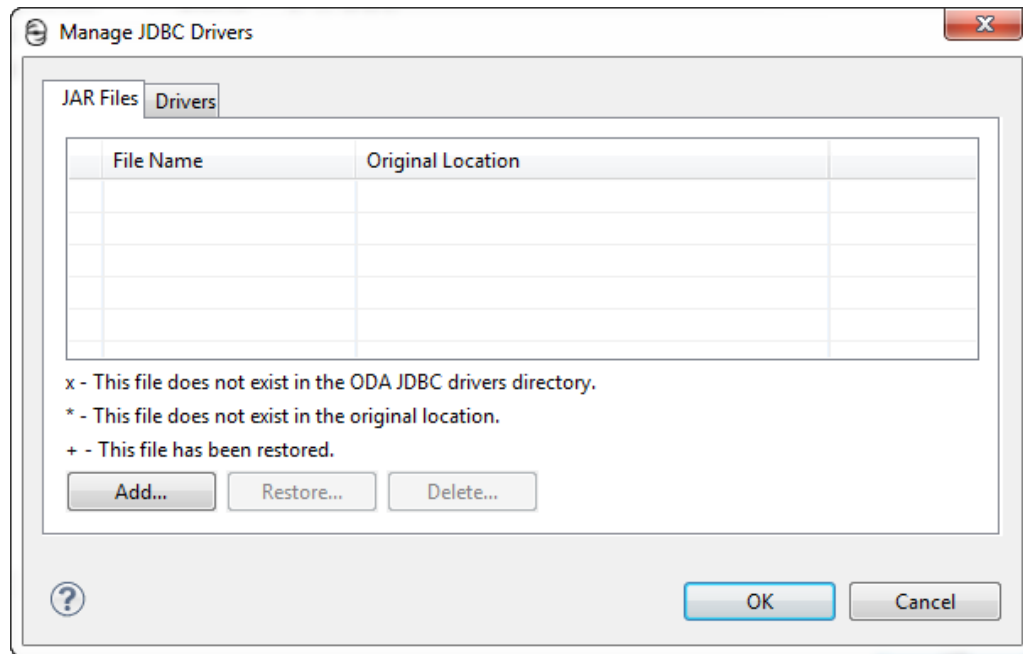 Manage JDBC Drivers
JAR Files Drivers
File Name Original Location
x - This file does not exist in the ODA JDBC drivers directory.
* - This file does not exist in the original location.
+ - This file has been restored.
Add... Restore... Delete...
? OK Cancel